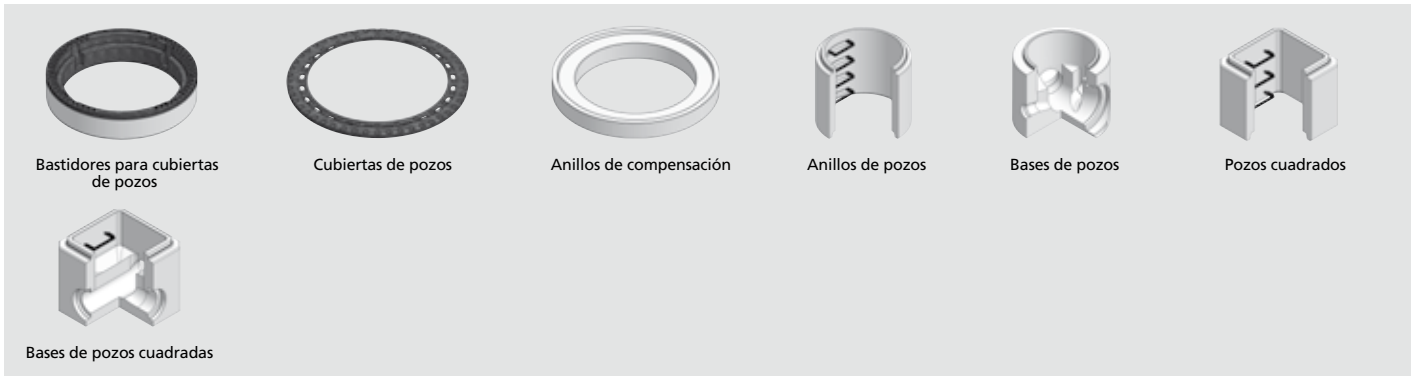 Bastidores para cubiertas
de pozos
Cubiertas de pozos
Anillos de compensación
Anillos de pozos
Bases de pozos
Pozos cuadrados
Bases de pozos cuadradas